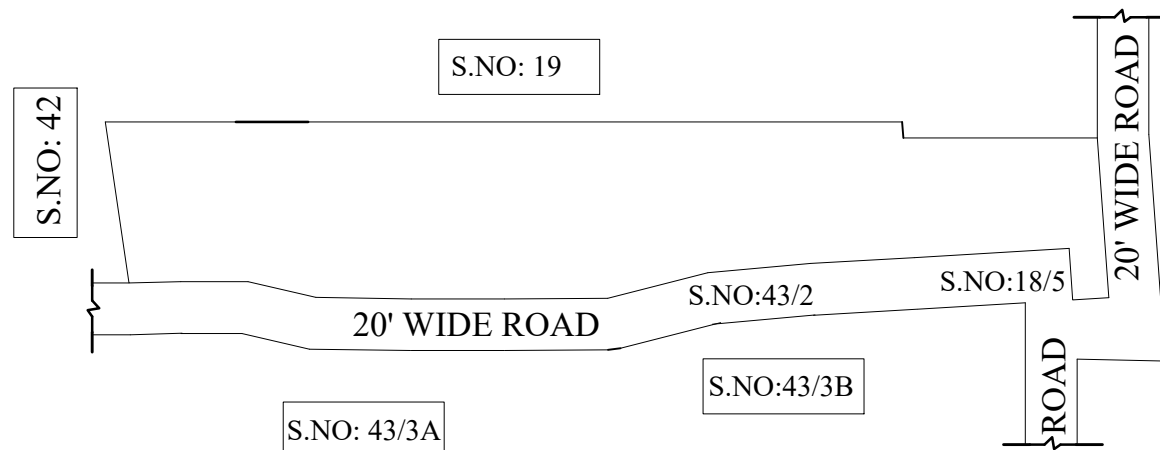 S.NO: 19
S.NO: 42
20' WIDE ROAD
S.NO:43/2
S.NO:18/5
20' WIDE ROAD
S.NO:43/3B
ROAD
S.NO: 43/3A